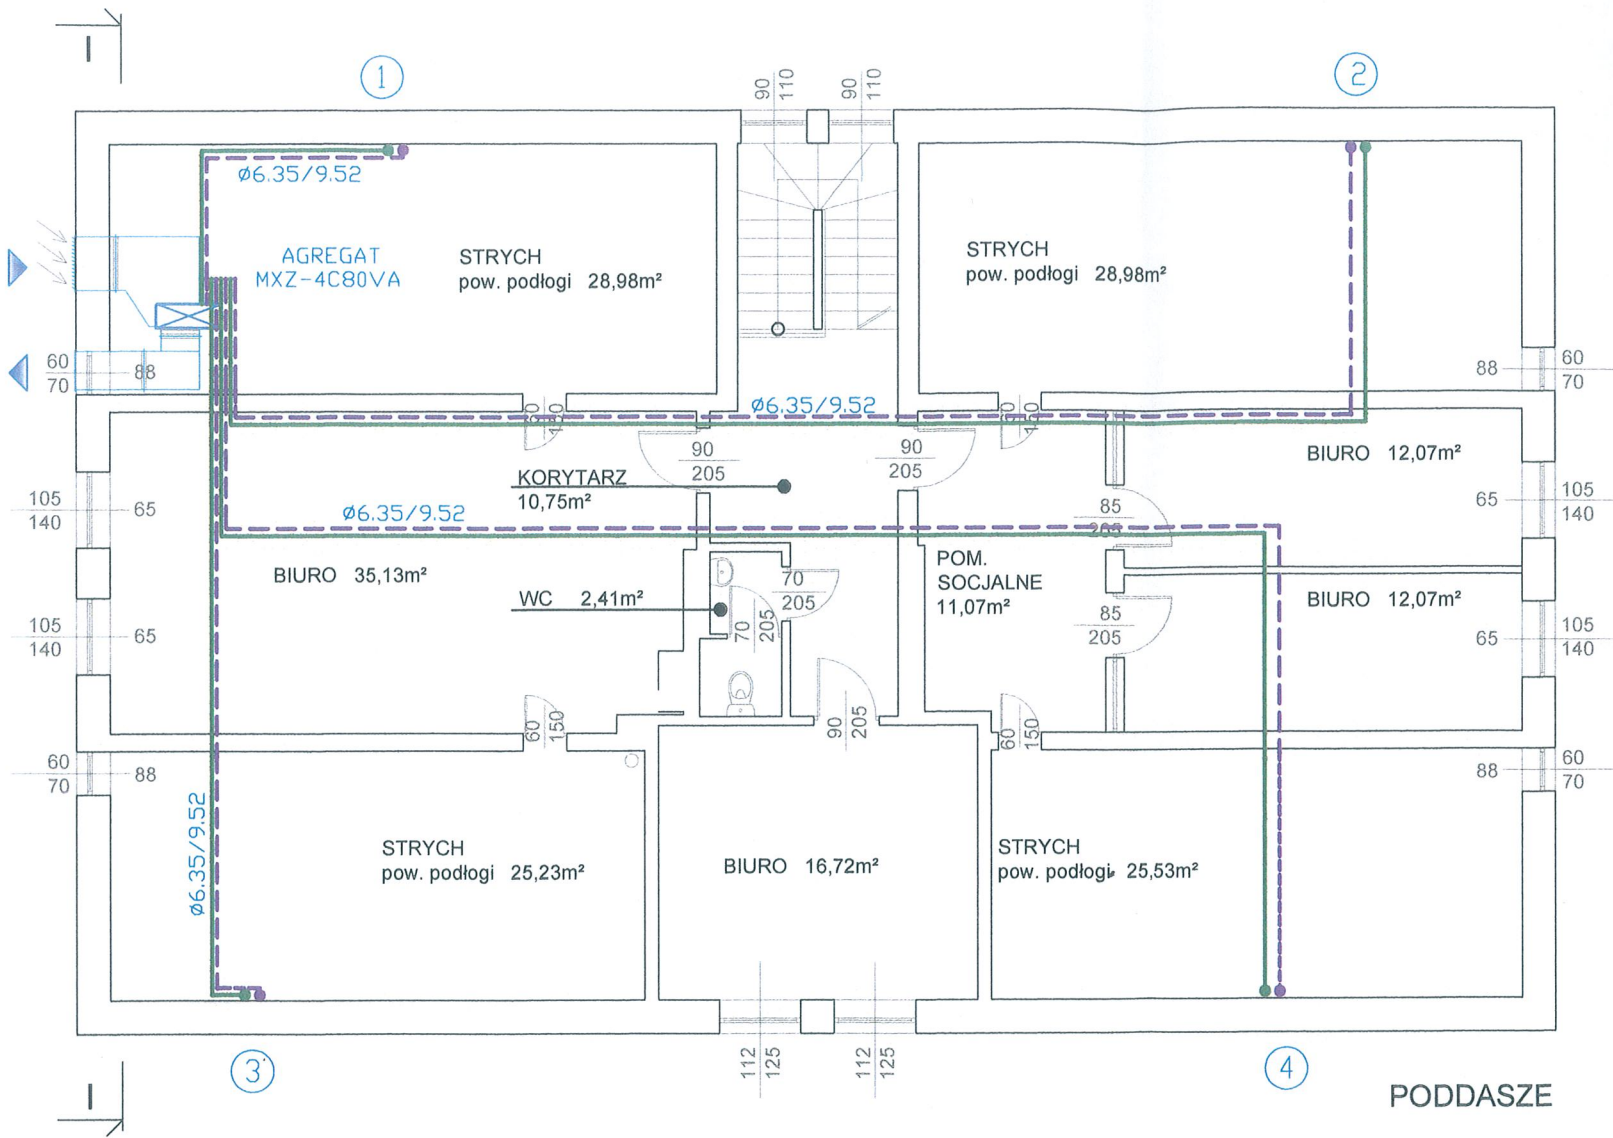 I
1
2
90
110
90
110
ø6.35/9.52
AGREGAT
MXZ-4C80VA
STRYCH
pow. podłogi 28,98m²
STRYCH
pow. podłogi 28,98m²
60
70
88
88
60
70
ø6.35/9.52
90
205
90
205
KORYTARZ
10,75m²
BIURO 12,07m²
105
140
65
65
105
140
ø6.35/9.52
85
205
BIURO 35,13m²
POM.
SOCJALNE
11,07m²
WC 2,41m²
70
205
70
205
BIURO 12,07m²
105
140
65
85
205
65
105
140
60
150
90
205
60
150
60
70
88
88
60
70
ø6.35/9.52
STRYCH
pow. podłogi 25,23m²
BIURO 16,72m²
STRYCH
pow. podłogi 25,53m²
112
125
112
125
3
4
I
PODDASZE